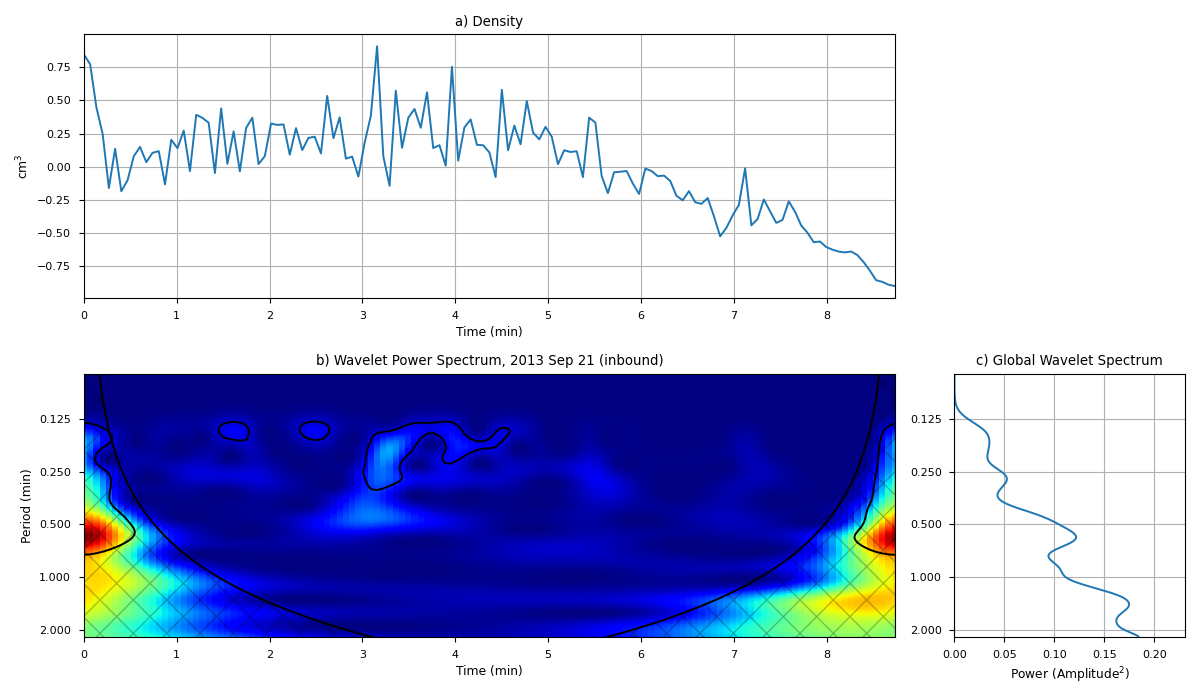 a) Density
cm³
0.75
0.50
0.25
0.00
−0.25
−0.50
−0.75
0 1 2 3 4 5 6 7 8
Time (min)
b) Wavelet Power Spectrum, 2013 Sep 21 (inbound)
Period (min)
0.125
0.250
0.500
1.000
2.000
0 1 2 3 4 5 6 7 8
Time (min)
c) Global Wavelet Spectrum
0.125
0.250
0.500
1.000
2.000
0.00 0.05 0.10 0.15 0.20
Power (Amplitude²)